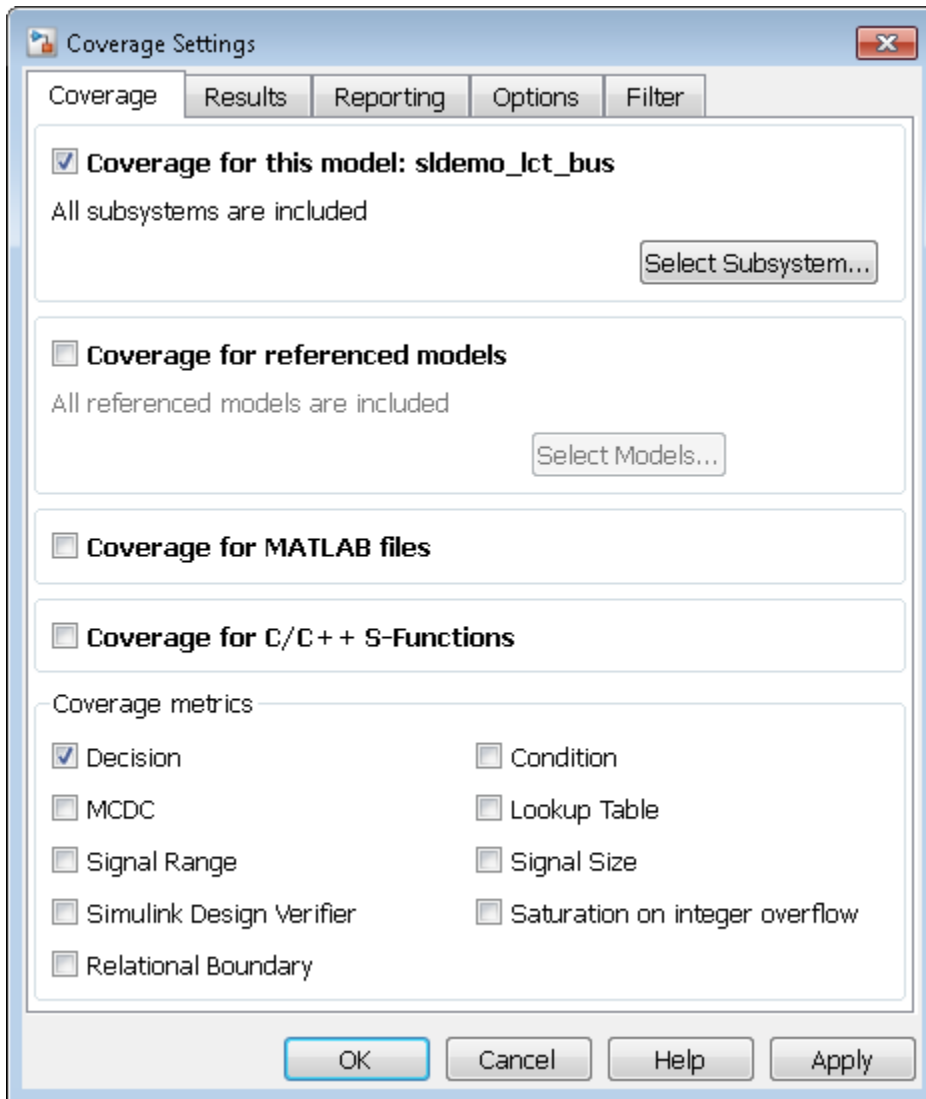 Coverage Settings
Coverage Results Reporting Options Filter
Coverage for this model: sldemo_lct_bus
All subsystems are included
Select Subsystem...
Coverage for referenced models
All referenced models are included
Select Models...
Coverage for MATLAB files
Coverage for C/C++ S-Functions
Coverage metrics
Decision Condition
MCDC Lookup Table
Signal Range Signal Size
Simulink Design Verifier Saturation on integer overflow
Relational Boundary
OK Cancel Help Apply